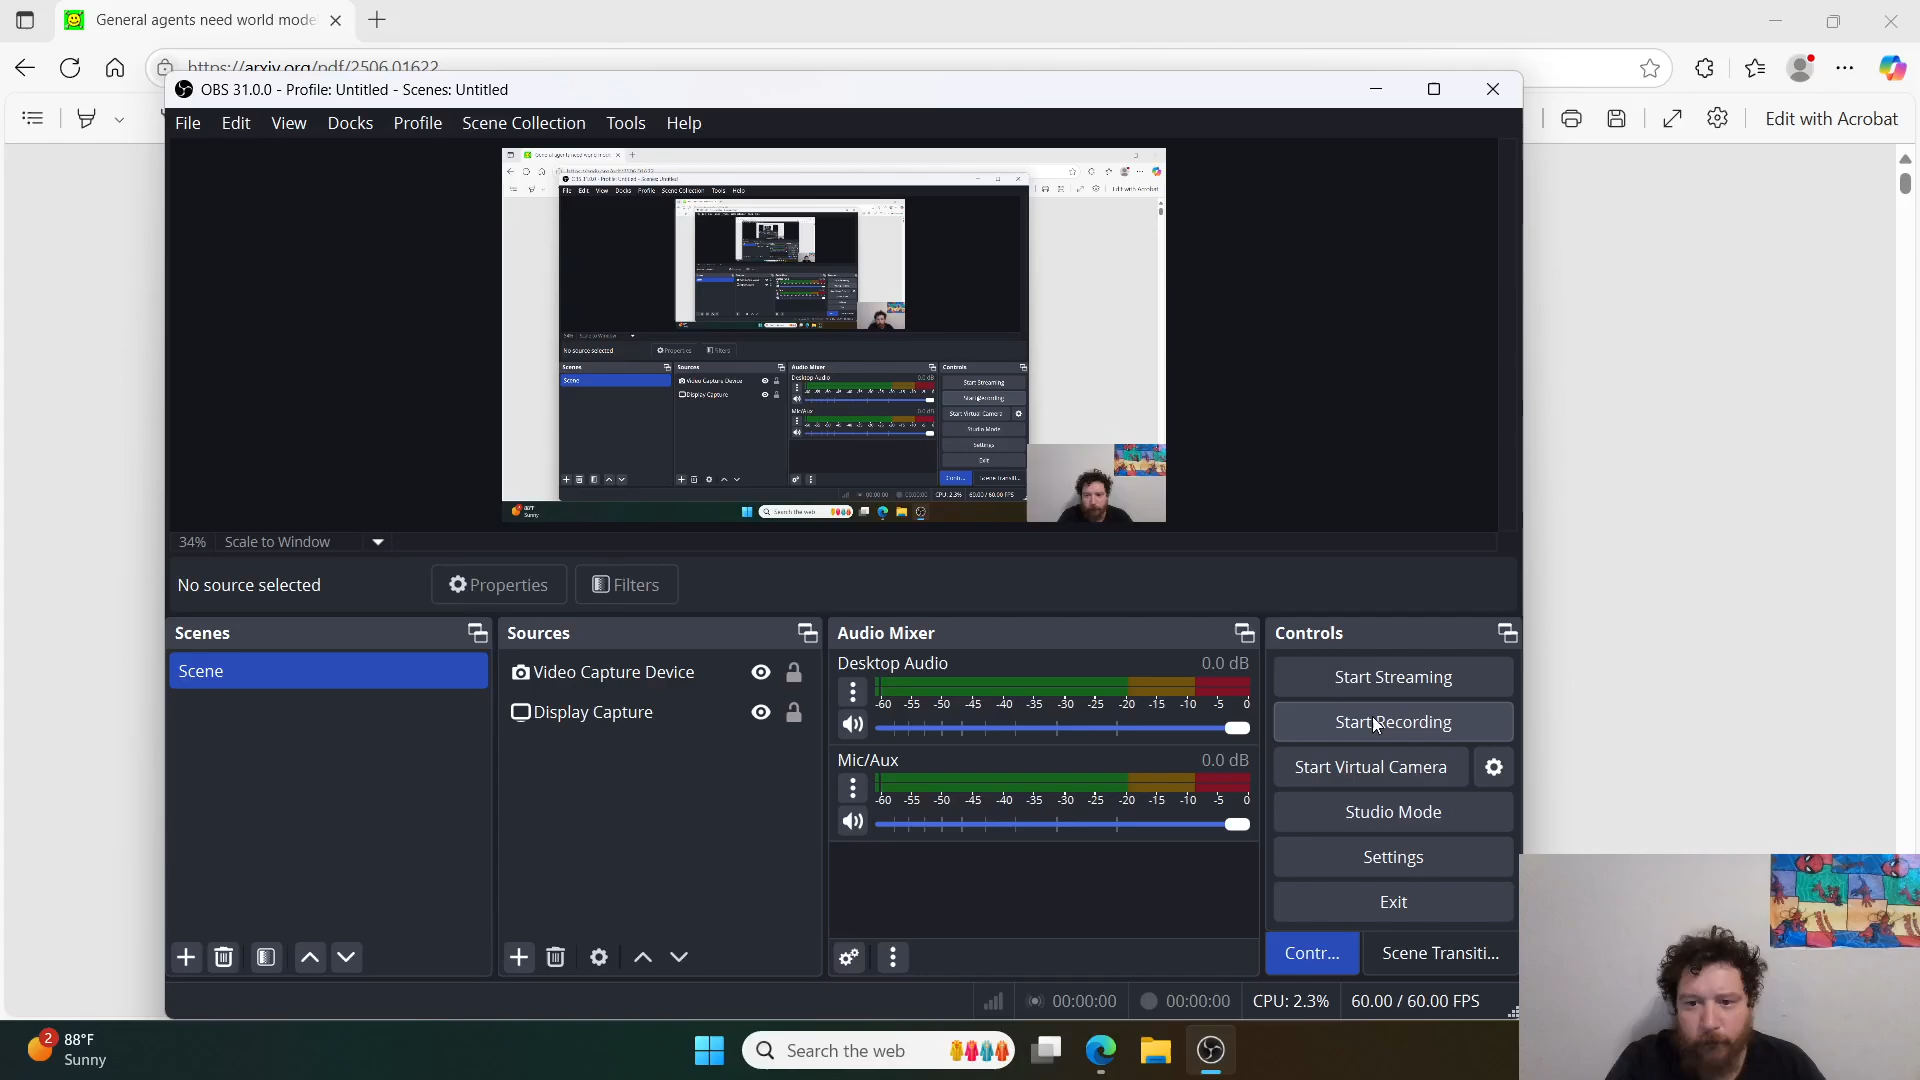 General agents need world mode
https://arxiv.org/pdf/2506.01622
Edit with Acrobat
OBS 31.0.0 - Profile: Untitled - Scenes: Untitled
File Edit View Docks Profile Scene Collection Tools Help
34% Scale to Window
No source selected Properties Filters
Scenes
Scene
Sources
Video Capture Device
Display Capture
Audio Mixer
Desktop Audio 0.0 dB
-60 -55 -50 -45 -40 -35 -30 -25 -20 -15 -10 -5 0
Mic/Aux 0.0 dB
-60 -55 -50 -45 -40 -35 -30 -25 -20 -15 -10 -5 0
Controls
Start Streaming
Start Recording
Start Virtual Camera
Studio Mode
Settings
Exit
Contr... Scene Transiti...
00:00:00 00:00:00 CPU: 2.3% 60.00 / 60.00 FPS
2 88°F
Sunny
Search the web